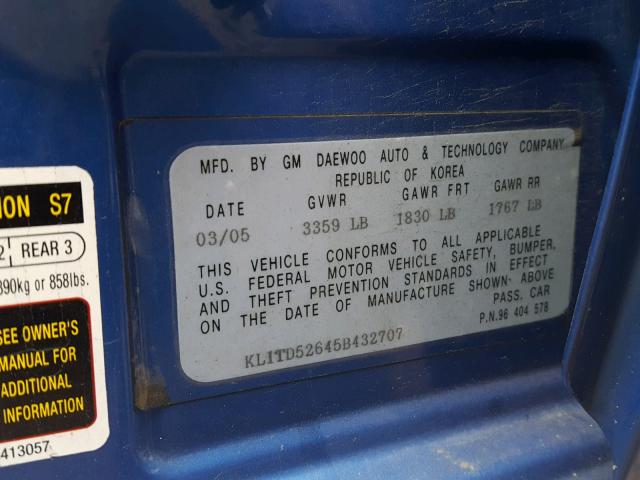 MFD. BY GM DAEWOO AUTO & TECHNOLOGY COMPANY
REPUBLIC OF KOREA
DATE GVWR GAWR FRT GAWR RR
03/05 3359 LB 1830 LB 1767 LB
THIS VEHICLE CONFORMS TO ALL APPLICABLE
U.S. FEDERAL MOTOR VEHICLE SAFETY, BUMPER,
AND THEFT PREVENTION STANDARDS IN EFFECT
ON THE DATE OF MANUFACTURE SHOWN ABOVE
PASS. CAR
P.N.96 404 578
KL1TD52645B432707
ION S7
2 REAR 3
390kg or 858lbs.
SEE OWNER'S
MANUAL FOR
ADDITIONAL
INFORMATION
413057